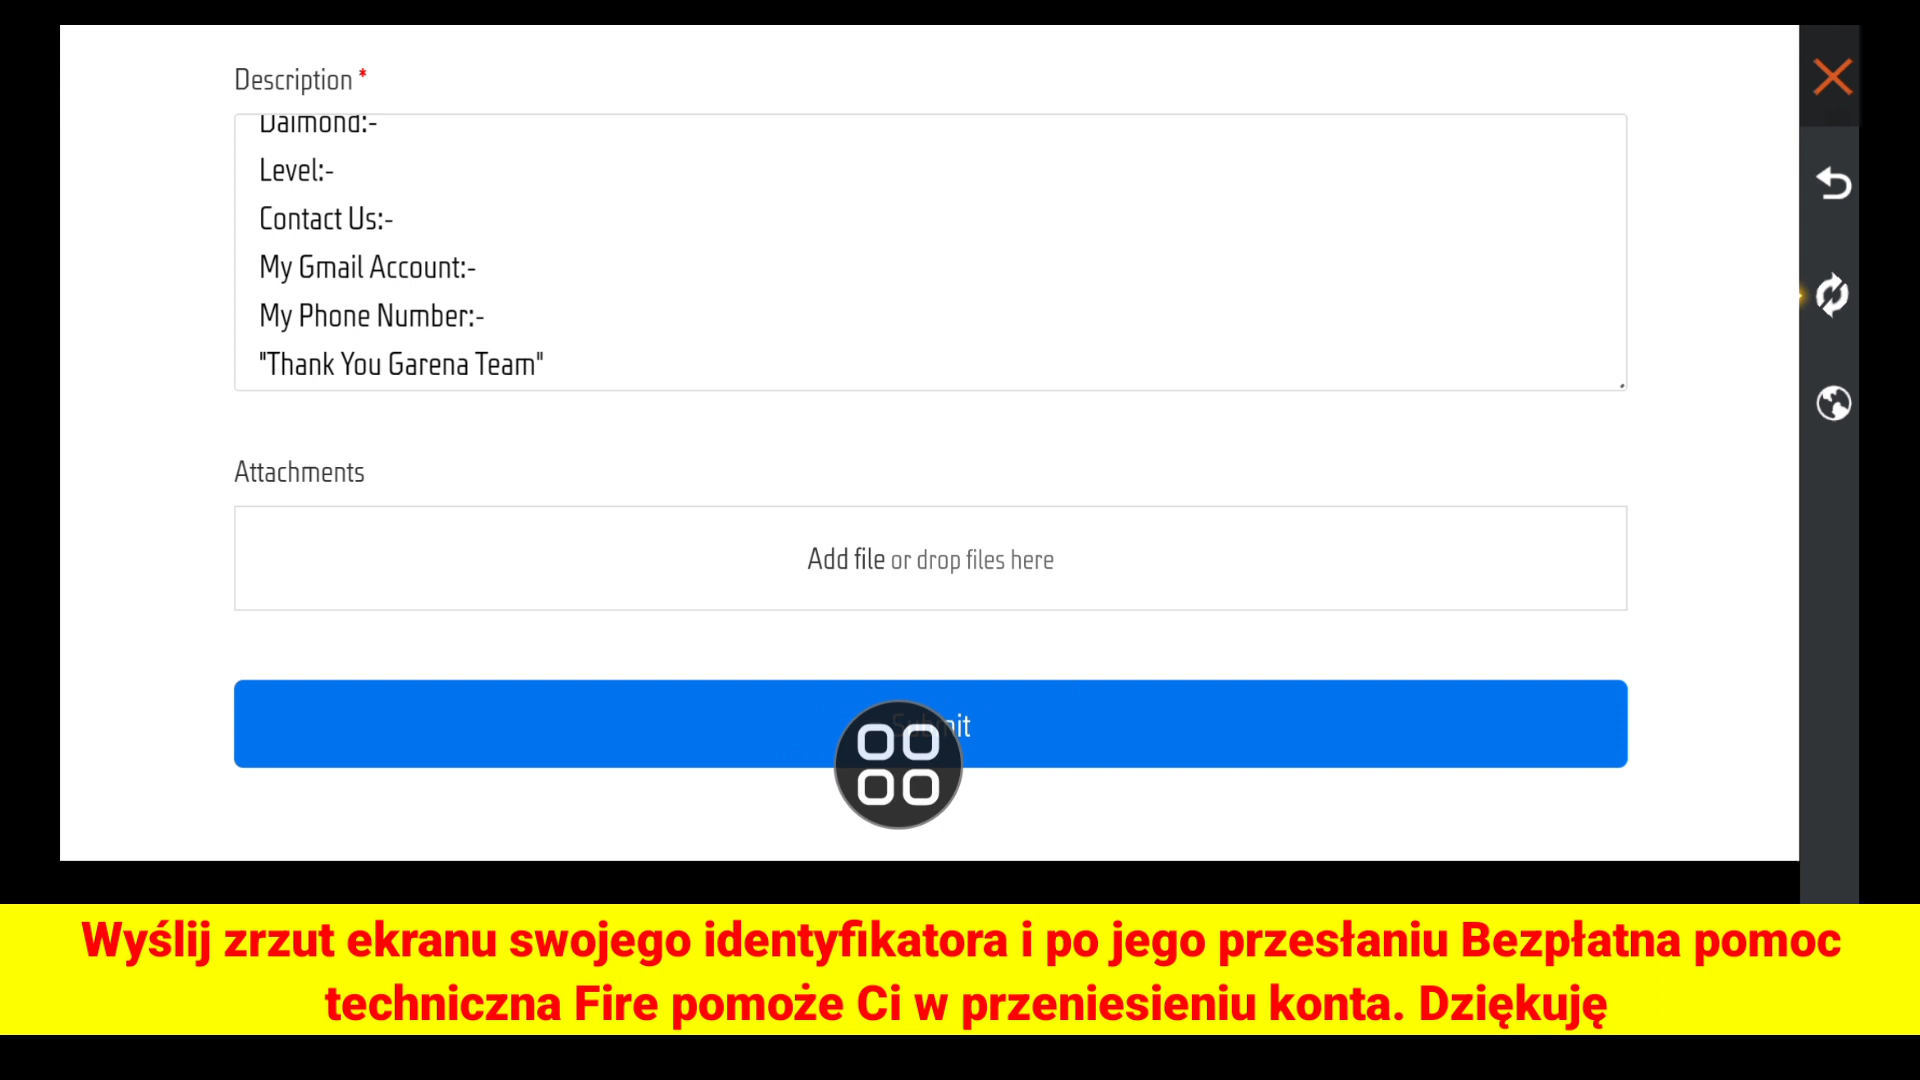 Description *
Daimond:-
Level:-
Contact Us:-
My Gmail Account:-
My Phone Number:-
"Thank You Garena Team"
Attachments
Add file or drop files here
Submit
Wyślij zrzut ekranu swojego identyfikatora i po jego przesłaniu Bezpłatna pomoc
techniczna Fire pomoże Ci w przeniesieniu konta. Dziękuję